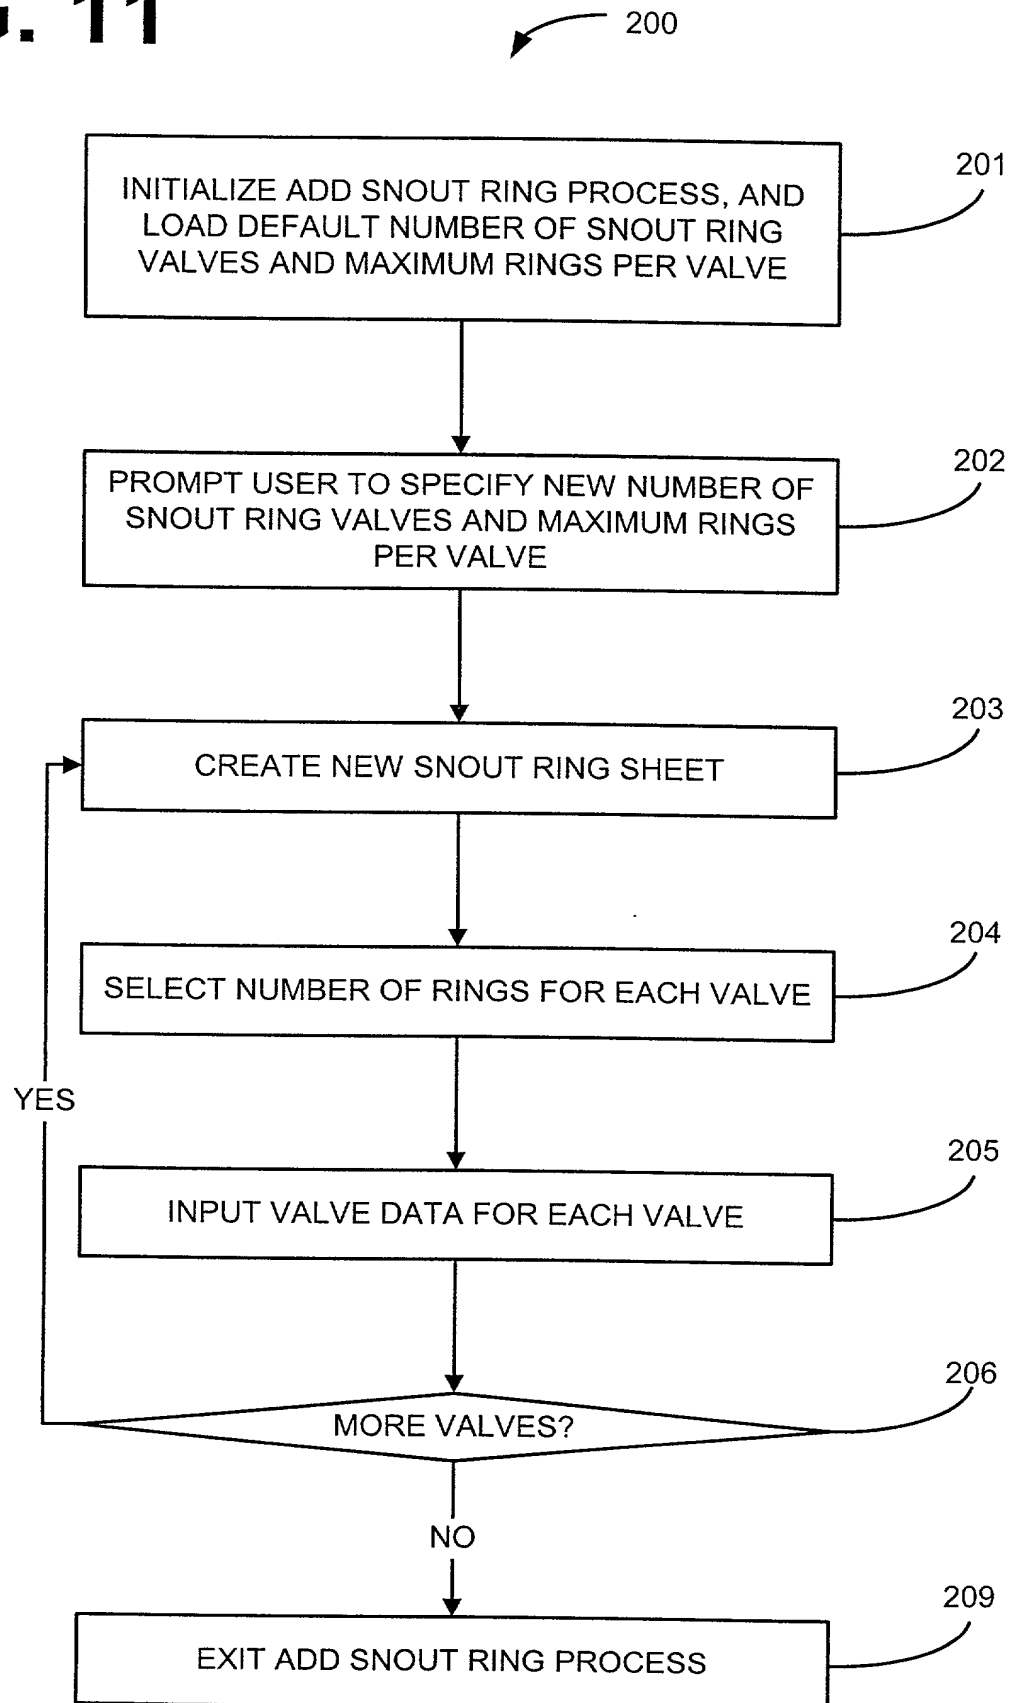 G. 11
200
INITIALIZE ADD SNOUT RING PROCESS, AND
LOAD DEFAULT NUMBER OF SNOUT RING
VALVES AND MAXIMUM RINGS PER VALVE
201
PROMPT USER TO SPECIFY NEW NUMBER OF
SNOUT RING VALVES AND MAXIMUM RINGS
PER VALVE
202
CREATE NEW SNOUT RING SHEET
203
SELECT NUMBER OF RINGS FOR EACH VALVE
204
YES
INPUT VALVE DATA FOR EACH VALVE
205
MORE VALVES?
206
NO
EXIT ADD SNOUT RING PROCESS
209